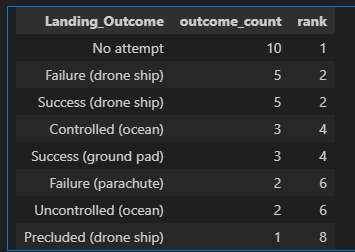 Landing_Outcome outcome_count rank
No attempt 10 1
Failure (drone ship) 5 2
Success (drone ship) 5 2
Controlled (ocean) 3 4
Success (ground pad) 3 4
Failure (parachute) 2 6
Uncontrolled (ocean) 2 6
Precluded (drone ship) 1 8